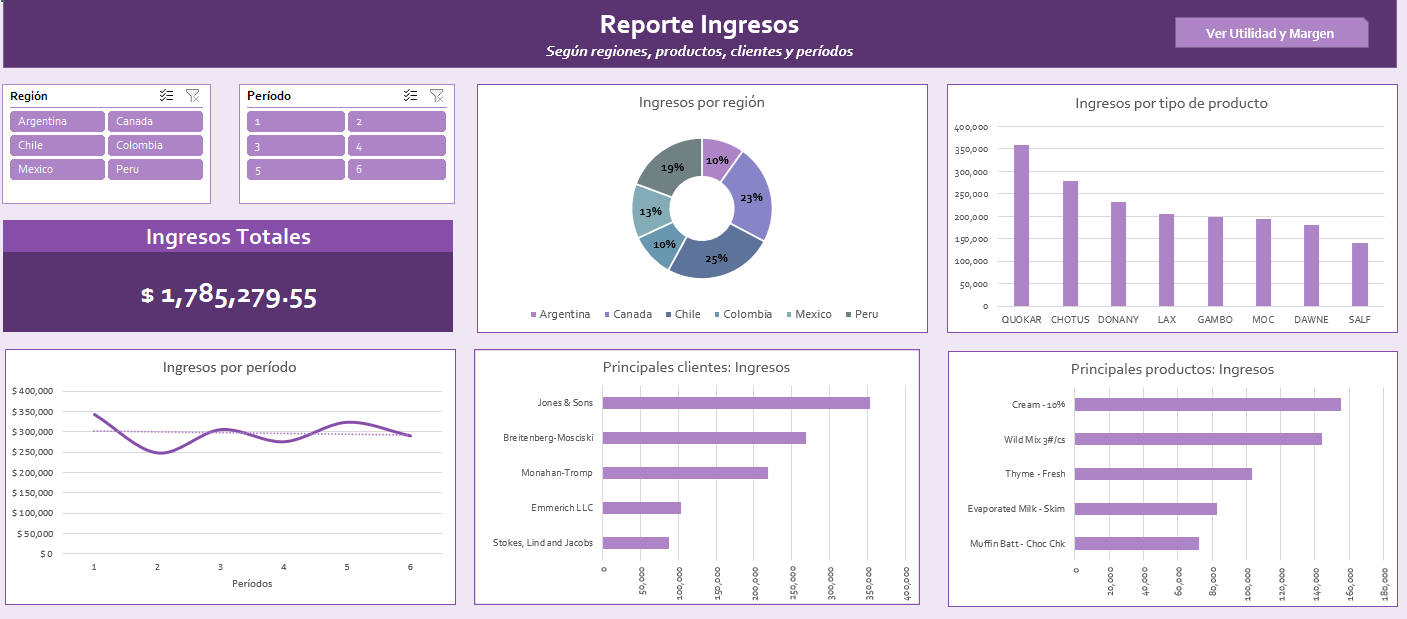 Reporte Ingresos
Según regiones, productos, clientes y períodos
Ver Utilidad y Margen
Región
Argentina
Canada
Chile
Colombia
Mexico
Peru
Período
1
2
3
4
5
6
Ingresos Totales
$ 1,785,279.55
Ingresos por región
10%
23%
25%
10%
13%
19%
Argentina Canada Chile Colombia Mexico Peru
Ingresos por tipo de producto
400,000
350,000
300,000
250,000
200,000
150,000
100,000
50,000
0
QUOKAR CHOTUS DONANY LAX GAMBO MOC DAWNE SALF
Ingresos por período
$ 400,000
$ 350,000
$ 300,000
$ 250,000
$ 200,000
$ 150,000
$ 100,000
$ 50,000
$ 0
1 2 3 4 5 6
Períodos
Principales clientes: Ingresos
Jones & Sons
Breitenberg-Mosciski
Monahan-Tromp
Emmerich LLC
Stokes, Lind and Jacobs
0 50,000 100,000 150,000 200,000 250,000 300,000 350,000 400,000
Principales productos: Ingresos
Cream - 10%
Wild Mix 3#/cs
Thyme - Fresh
Evaporated Milk - Skim
Muffin Batt - Choc Chk
0 20,000 40,000 60,000 80,000 100,000 120,000 140,000 160,000 180,000